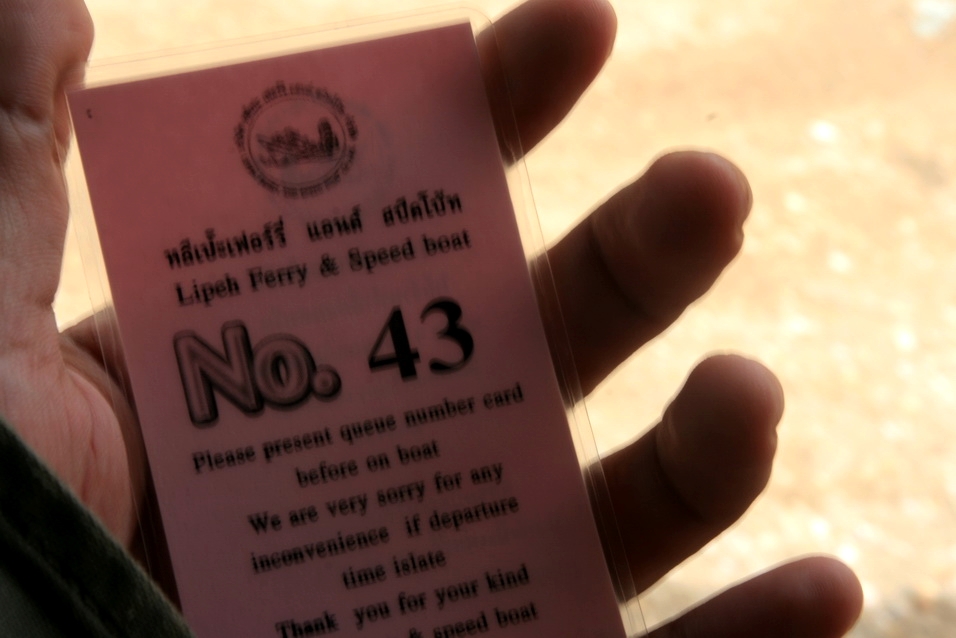 หลีเป๊ะเฟอร์รี่ แอนด์ สปีดโบ๊ท
Lipeh Ferry & Speed boat
No. 43
Please present queue number card
before on boat
We are very sorry for any
inconvenience if departure
time islate
Thank you for your kind
& speed boat